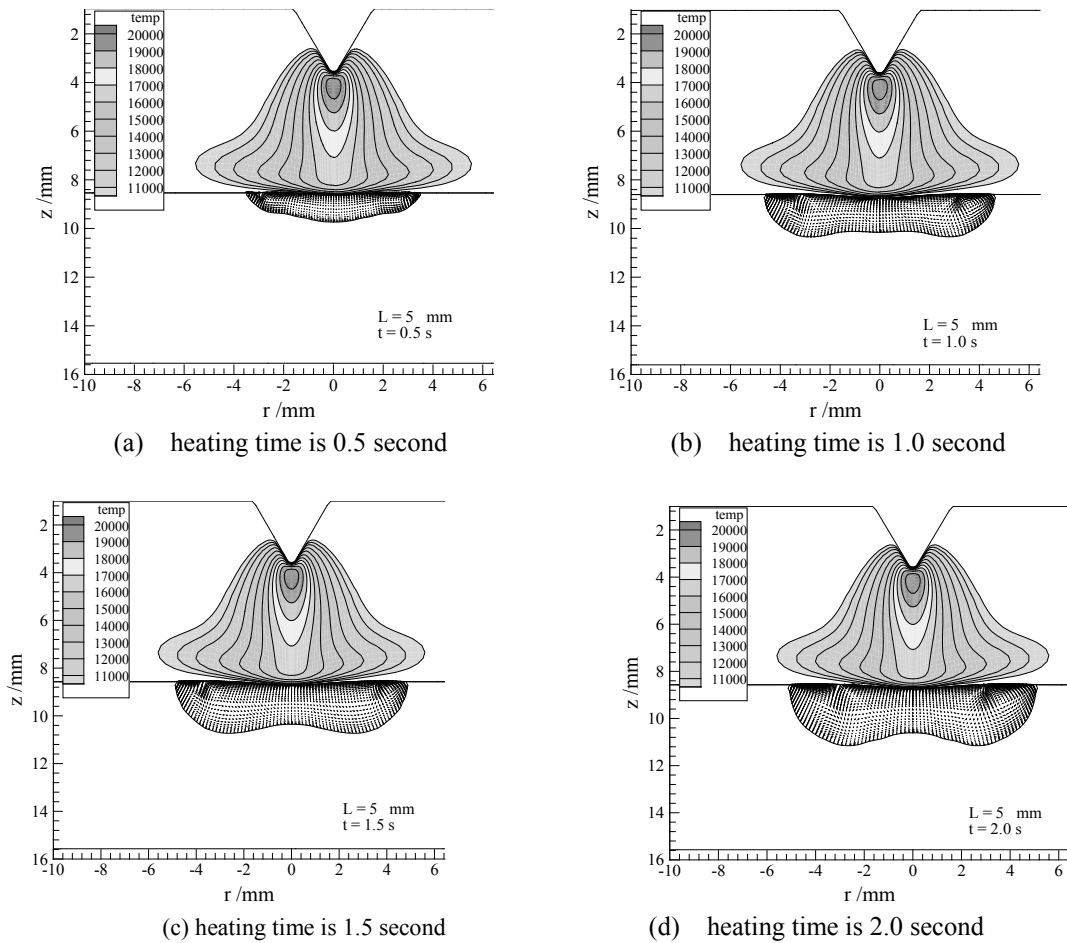 temp
20000
19000
18000
17000
16000
14000
13000
12000
11000
2
4
6
8
10
12
14
16
z /mm
L = 5 mm
t = 0.5 s
-10 -8 -6 -4 -2 0 2 4 6
r /mm
(a) heating time is 0.5 second
temp
20000
19000
18000
17000
16000
14000
13000
12000
11000
2
4
6
8
10
12
14
16
z /mm
L = 5 mm
t = 1.0 s
-10 -8 -6 -4 -2 0 2 4 6
r /mm
(b) heating time is 1.0 second
temp
20000
19000
18000
17000
16000
14000
13000
12000
11000
2
4
6
8
10
12
14
16
z /mm
L = 5 mm
t = 1.5 s
-10 -8 -6 -4 -2 0 2 4 6
r /mm
(c) heating time is 1.5 second
temp
20000
19000
18000
17000
16000
14000
13000
12000
11000
2
4
6
8
10
12
14
16
z /mm
L = 5 mm
t = 2.0 s
-10 -8 -6 -4 -2 0 2 4 6
r /mm
(d) heating time is 2.0 second